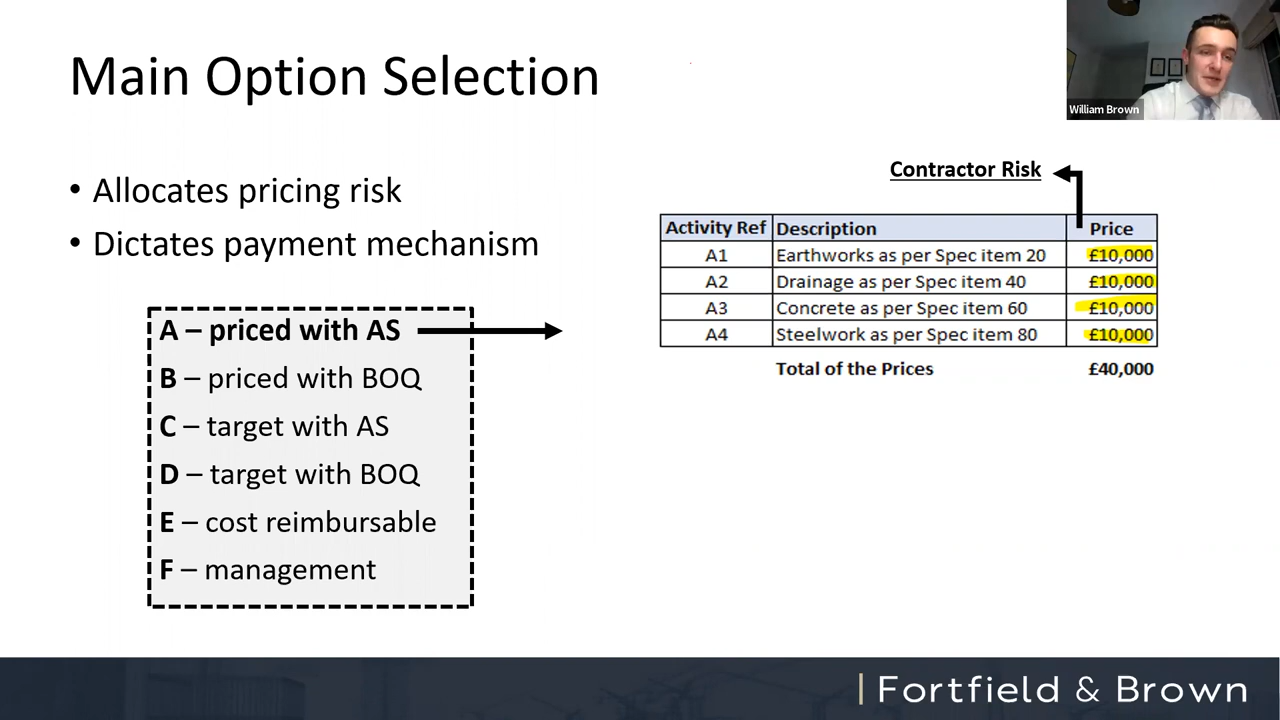 Main Option Selection
William Brown
• Allocates pricing risk
• Dictates payment mechanism
A – priced with AS
B – priced with BOQ
C – target with AS
D – target with BOQ
E – cost reimbursable
F – management
Contractor Risk
Activity Ref Description Price
A1 Earthworks as per Spec item 20 £10,000
A2 Drainage as per Spec item 40 £10,000
A3 Concrete as per Spec item 60 £10,000
A4 Steelwork as per Spec item 80 £10,000
Total of the Prices £40,000
| Fortfield & Brown